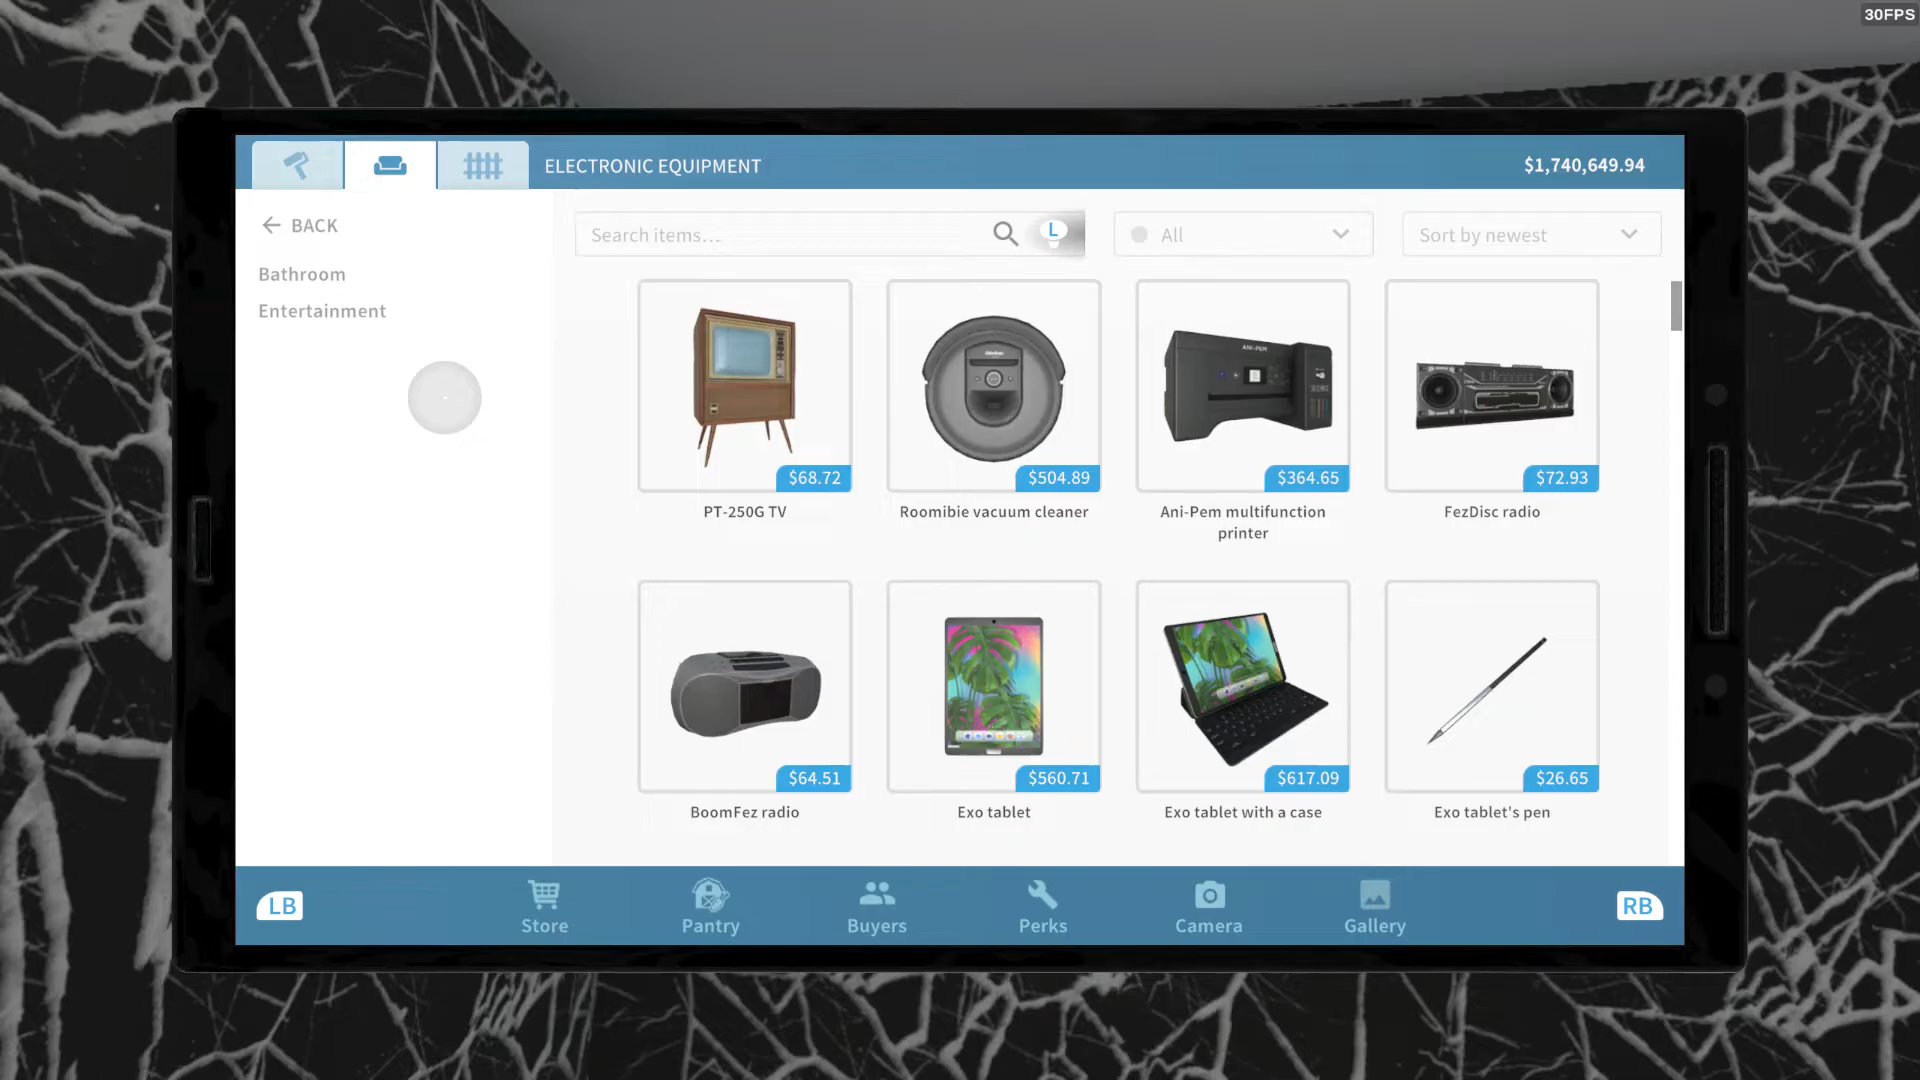 30FPS
ELECTRONIC EQUIPMENT
$1,740,649.94
BACK
Search items...
L
All
Sort by newest
Bathroom
Entertainment
ANI-PEM
$68.72
$504.89
$364.65
$72.93
PT-250G TV
Roomibie vacuum cleaner
Ani-Pem multifunction
printer
FezDisc radio
$64.51
$560.71
$617.09
$26.65
BoomFez radio
Exo tablet
Exo tablet with a case
Exo tablet's pen
LB
Store
Pantry
Buyers
Perks
Camera
Gallery
RB